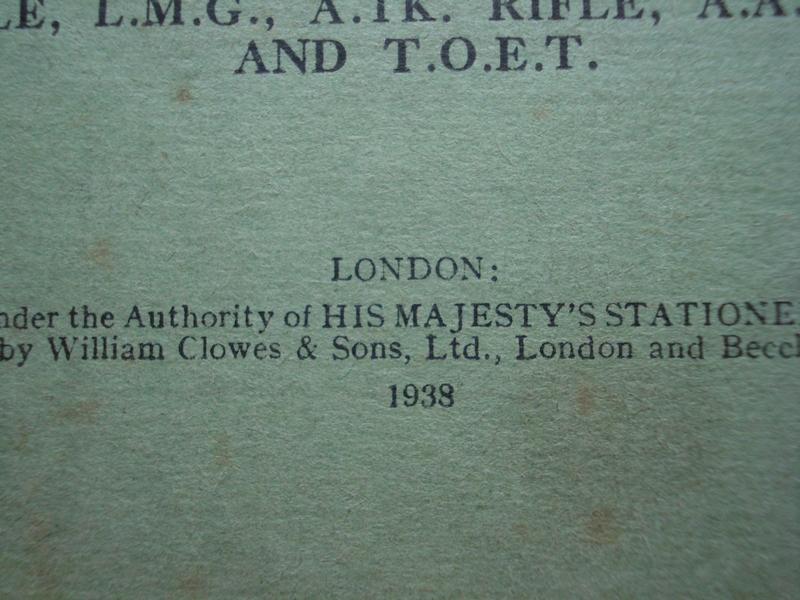 LE, L.M.G., A.TK. RIFLE, A.A.
AND T.O.E.T.
LONDON:
nder the Authority of HIS MAJESTY'S STATIONE
by William Clowes & Sons, Ltd., London and Beccl
1938